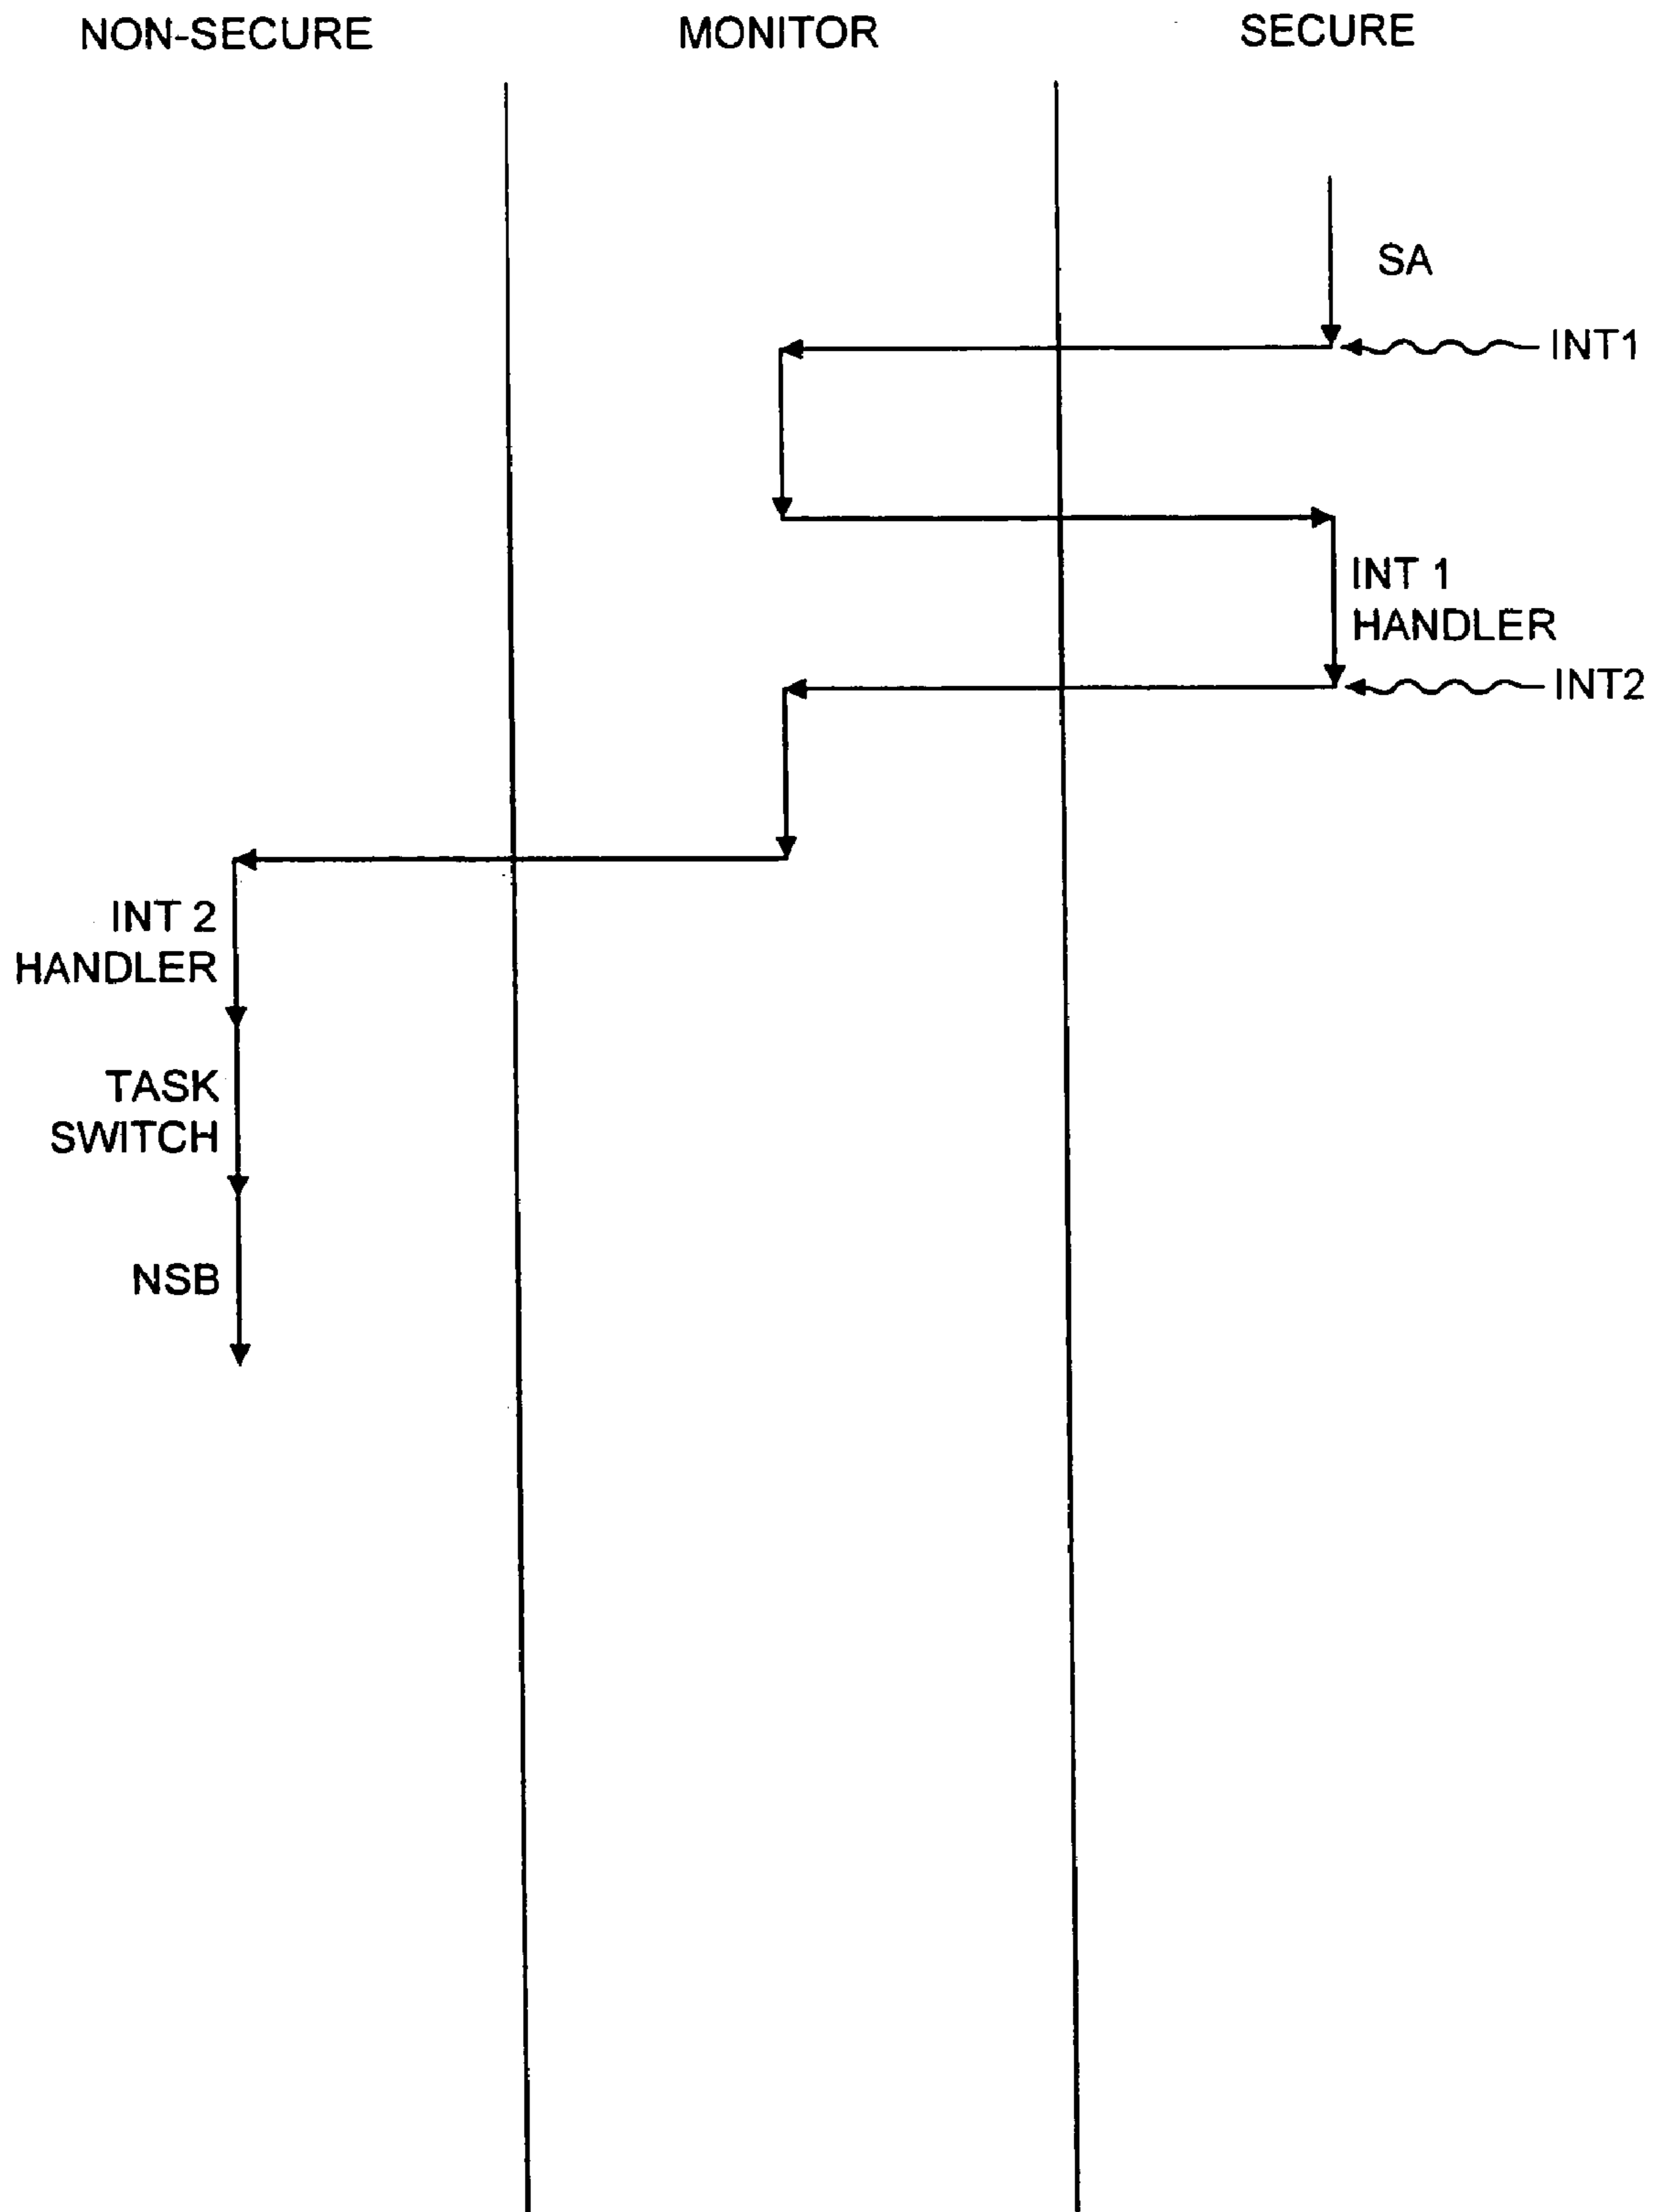 NON-SECURE
MONITOR
SECURE
SA
INT1
INT 1
HANDLER
INT2
INT 2
HANDLER
TASK
SWITCH
NSB